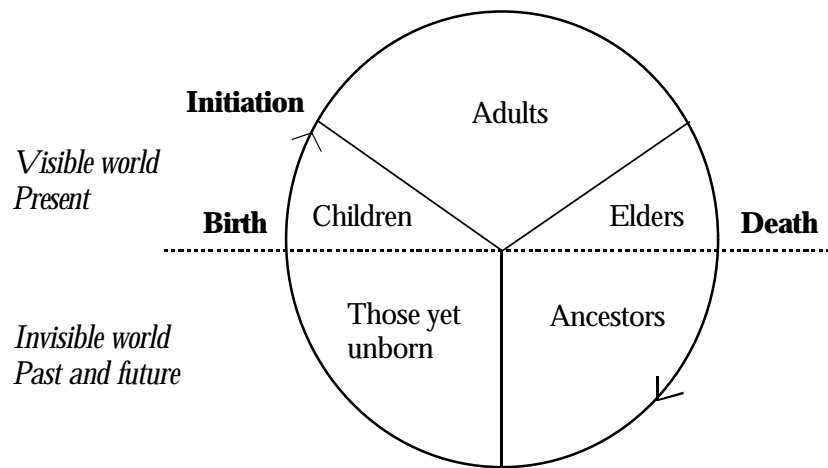 Initiation
Adults
Visible world
Present
Birth
Children
Elders
Death
Those yet
unborn
Ancestors
Invisible world
Past and future